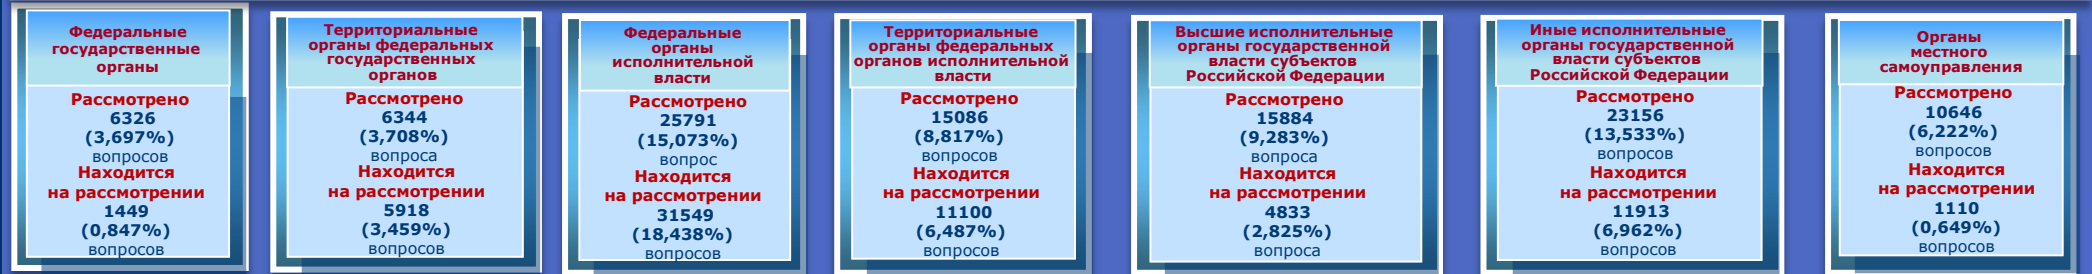 Федеральные
государственные
органы
Рассмотрено
6326
(3,697%)
вопросов
Находится
на рассмотрении
1449
(0,847%)
вопросов
Территориальные
органы федеральных
государственных
органов
Рассмотрено
6344
(3,708%)
вопроса
Находится
на рассмотрении
5918
(3,459%)
вопросов
Федеральные
органы
исполнительной
власти
Рассмотрено
25791
(15,073%)
вопрос
Находится
на рассмотрении
31549
(18,438%)
вопросов
Территориальные
органы федеральных
органов исполнительной
власти
Рассмотрено
15086
(8,817%)
вопросов
Находится
на рассмотрении
11100
(6,487%)
вопросов
Высшие исполнительные
органы государственной
власти субъектов
Российской Федерации
Рассмотрено
15884
(9,283%)
вопроса
Находится
на рассмотрении
4833
(2,825%)
вопроса
Иные исполнительные
органы государственной
власти субъектов
Российской Федерации
Рассмотрено
23156
(13,533%)
вопросов
Находится
на рассмотрении
11913
(6,962%)
вопросов
Органы
местного
самоуправления
Рассмотрено
10646
(6,222%)
вопросов
Находится
на рассмотрении
1110
(0,649%)
вопросов